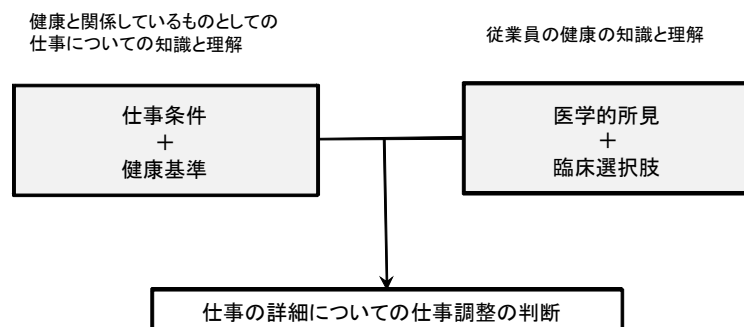 健康と関係しているものとしての
仕事についての知識と理解
従業員の健康の知識と理解
仕事条件
+
健康基準
医学的所見
+
臨床選択肢
仕事の詳細についての仕事調整の判断